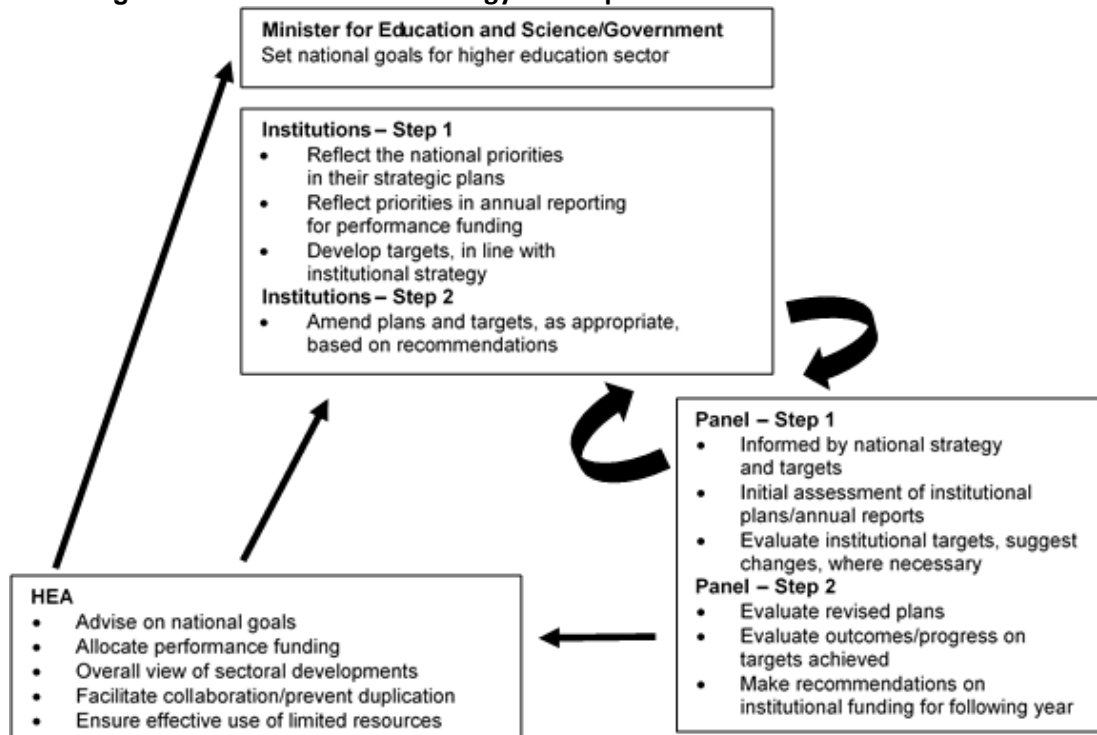 Minister for Education and Science/Government
Set national goals for higher education sector
Institutions – Step 1
• Reflect the national priorities
in their strategic plans
• Reflect priorities in annual reporting
for performance funding
• Develop targets, in line with
institutional strategy
Institutions – Step 2
• Amend plans and targets, as appropriate,
based on recommendations
Panel – Step 1
• Informed by national strategy
and targets
• Initial assessment of institutional
plans/annual reports
• Evaluate institutional targets, suggest
changes, where necessary
Panel – Step 2
• Evaluate revised plans
• Evaluate outcomes/progress on
targets achieved
• Make recommendations on
institutional funding for following year
HEA
• Advise on national goals
• Allocate performance funding
• Overall view of sectoral developments
• Facilitate collaboration/prevent duplication
• Ensure effective use of limited resources